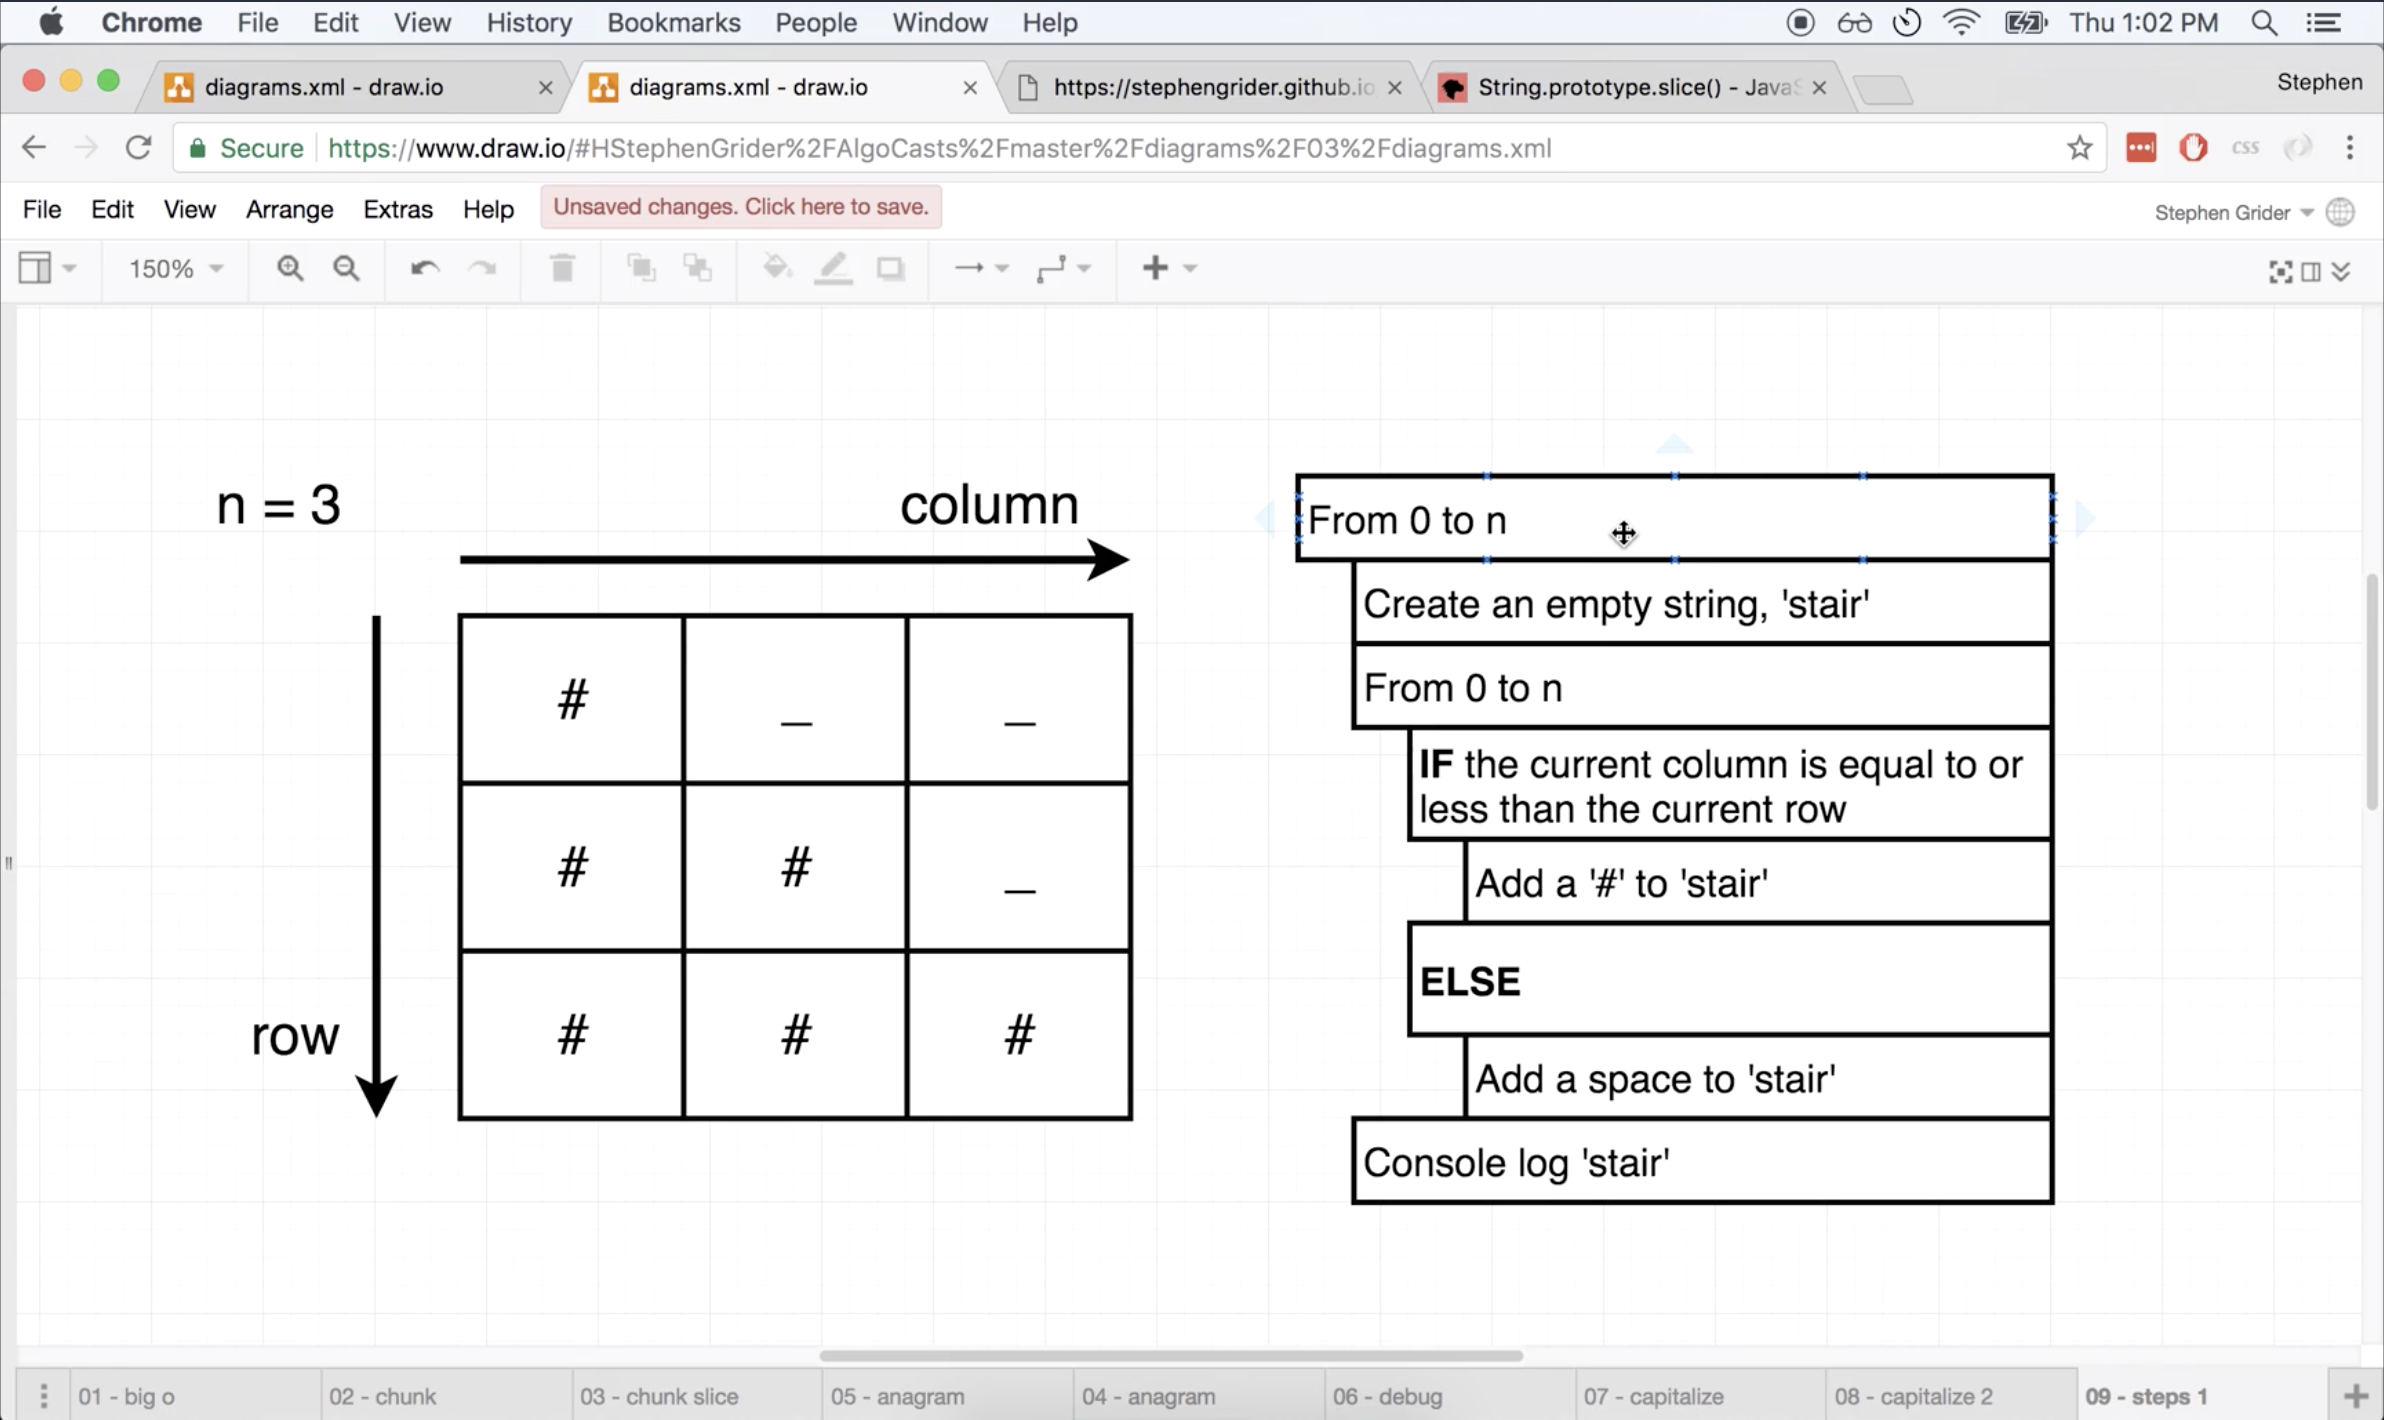 Chrome File Edit View History Bookmarks People Window Help Thu 1:02 PM
diagrams.xml - draw.io diagrams.xml - draw.io https://stephengrider.github.io String.prototype.slice() - JavaS Stephen
Secure https://www.draw.io/#HStephenGrider%2FAlgoCasts%2Fmaster%2Fdiagrams%2F03%2Fdiagrams.xml css
File Edit View Arrange Extras Help Unsaved changes. Click here to save. Stephen Grider
150%
n = 3
column
row
# _ _
# # _
# # #
From 0 to n
Create an empty string, 'stair'
From 0 to n
IF the current column is equal to or
less than the current row
Add a '#' to 'stair'
ELSE
Add a space to 'stair'
Console log 'stair'
01 - big o 02 - chunk 03 - chunk slice 05 - anagram 04 - anagram 06 - debug 07 - capitalize 08 - capitalize 2 09 - steps 1